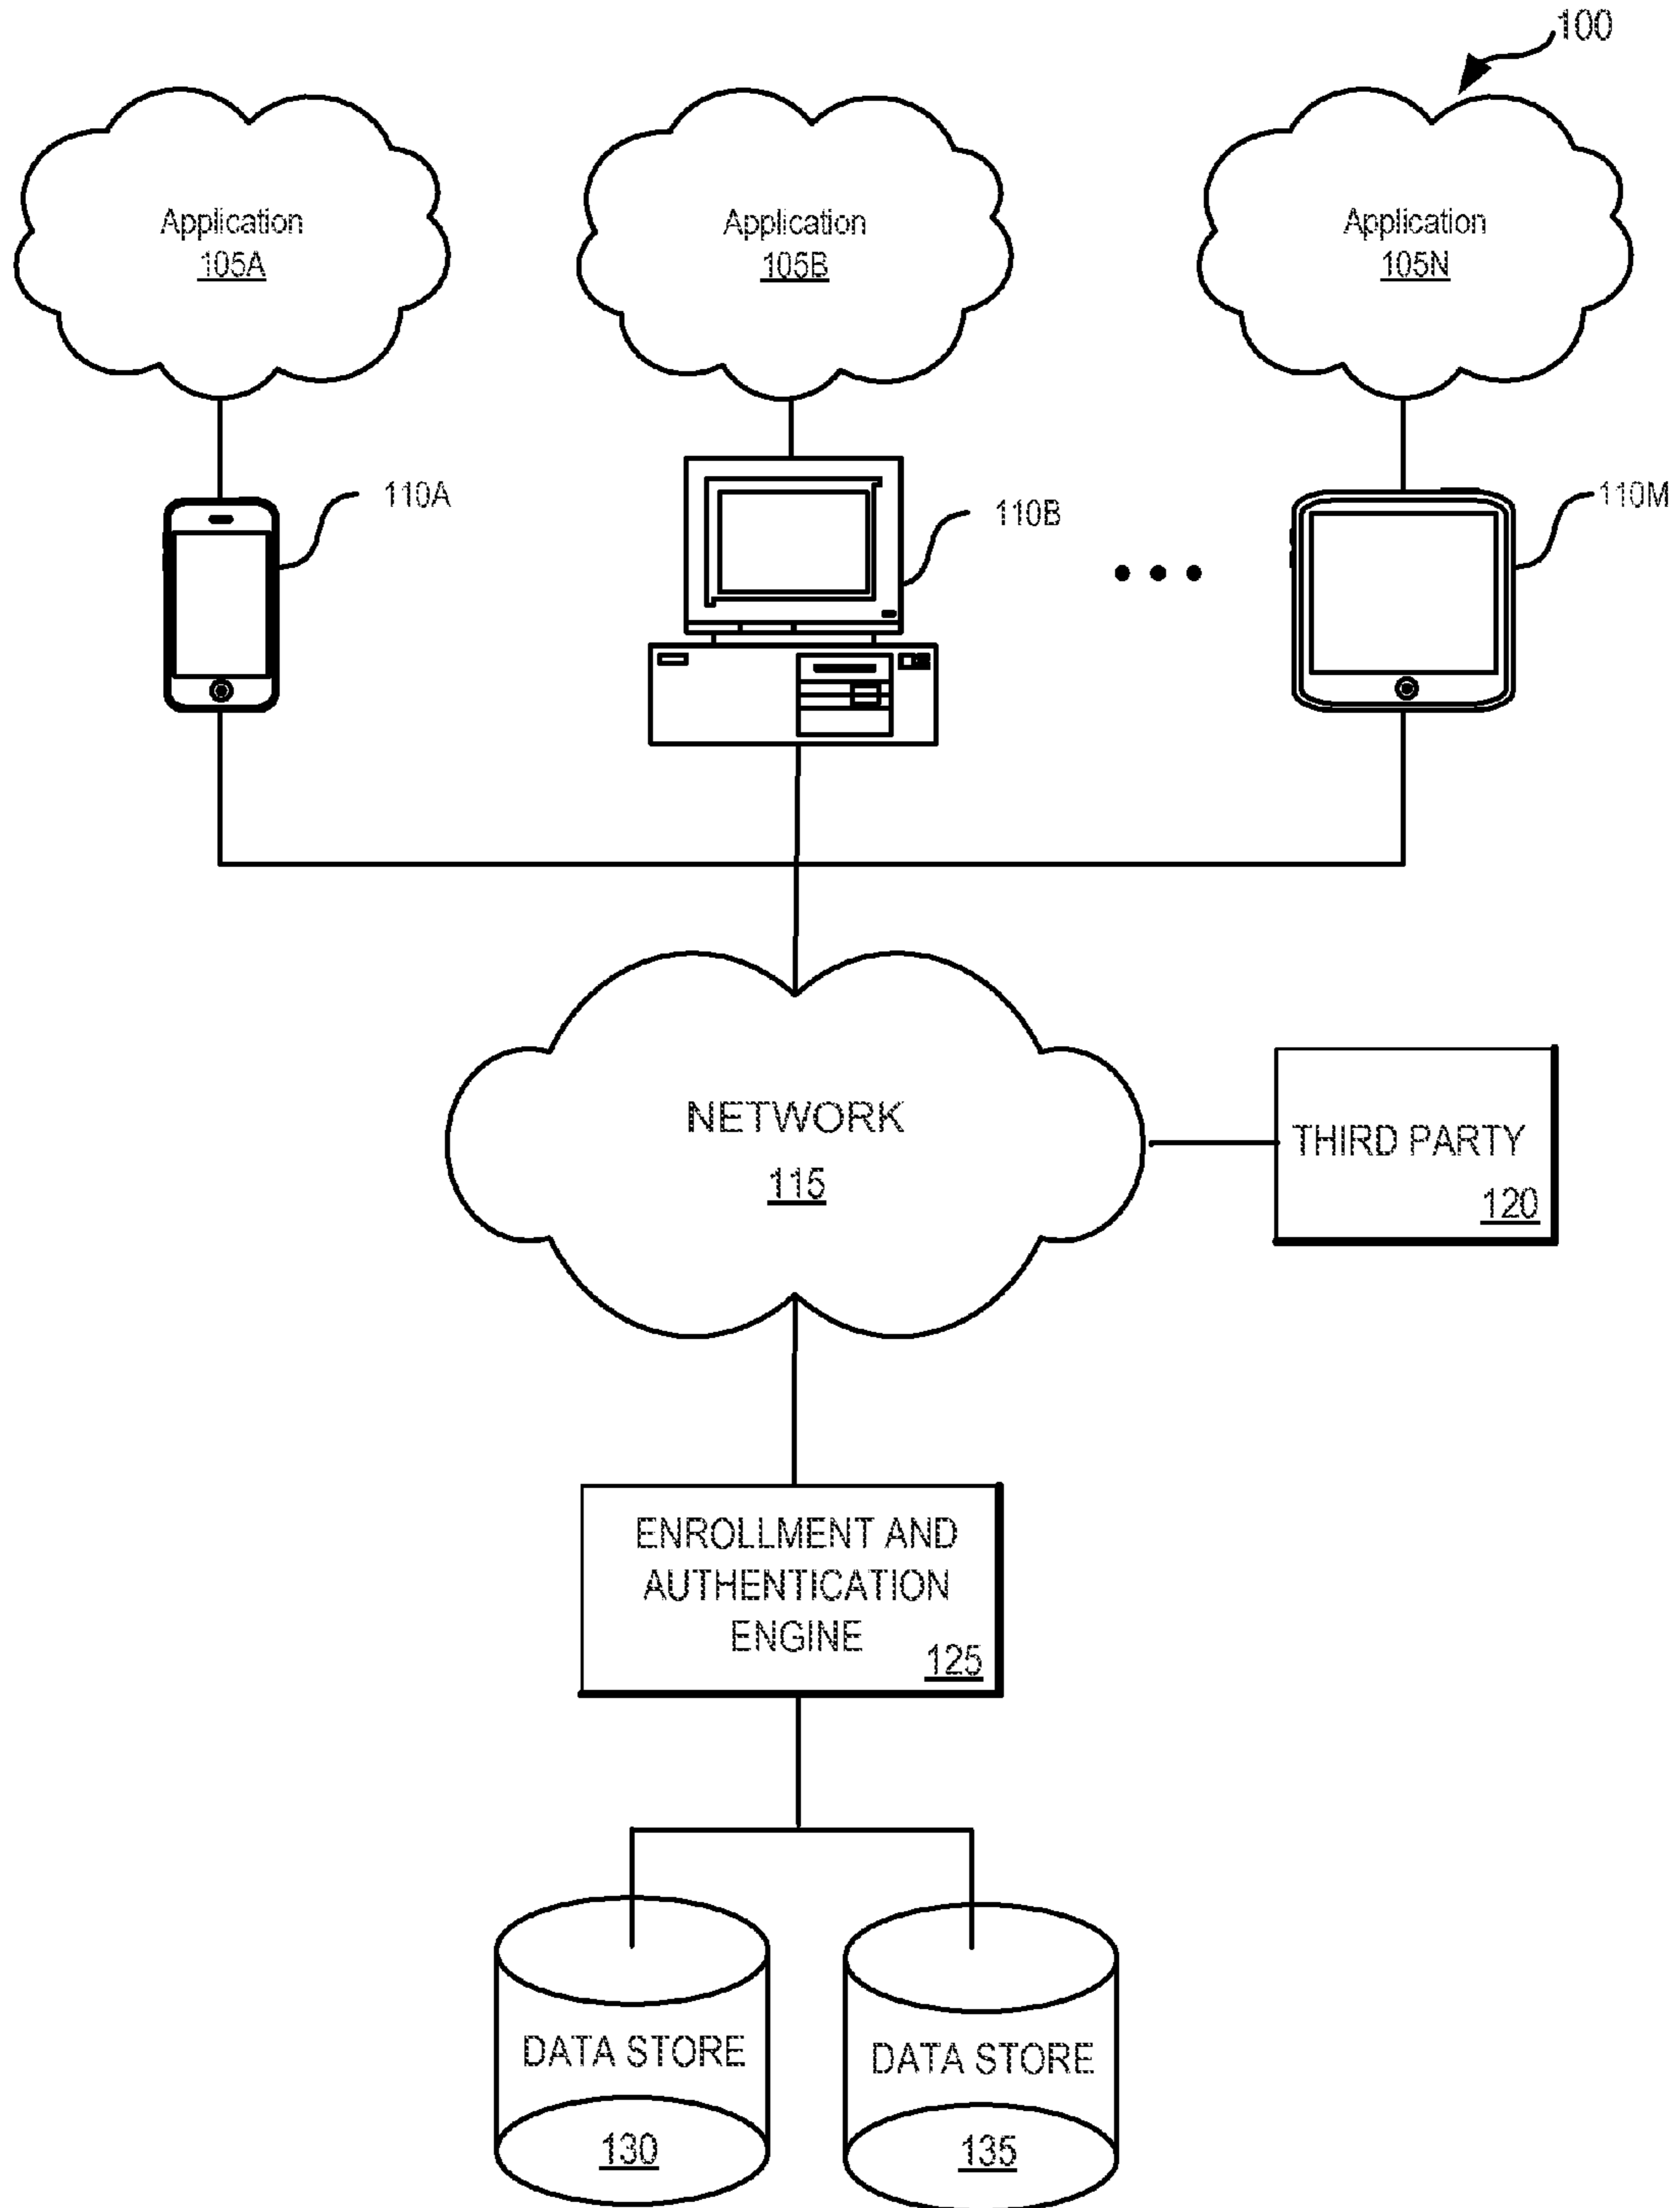 100
Application
105A
Application
105B
Application
105N
110A
110B
110M
NETWORK
115
THIRD PARTY
120
ENROLLMENT AND
AUTHENTICATION
ENGINE
125
DATA STORE
130
DATA STORE
135